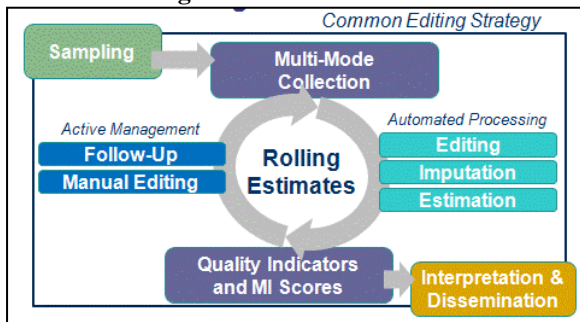 Common Editing Strategy
Sampling
Multi-Mode
Collection
Active Management
Automated Processing
Follow-Up
Manual Editing
Rolling
Estimates
Editing
Imputation
Estimation
Quality Indicators
and MI Scores
Interpretation &
Dissemination